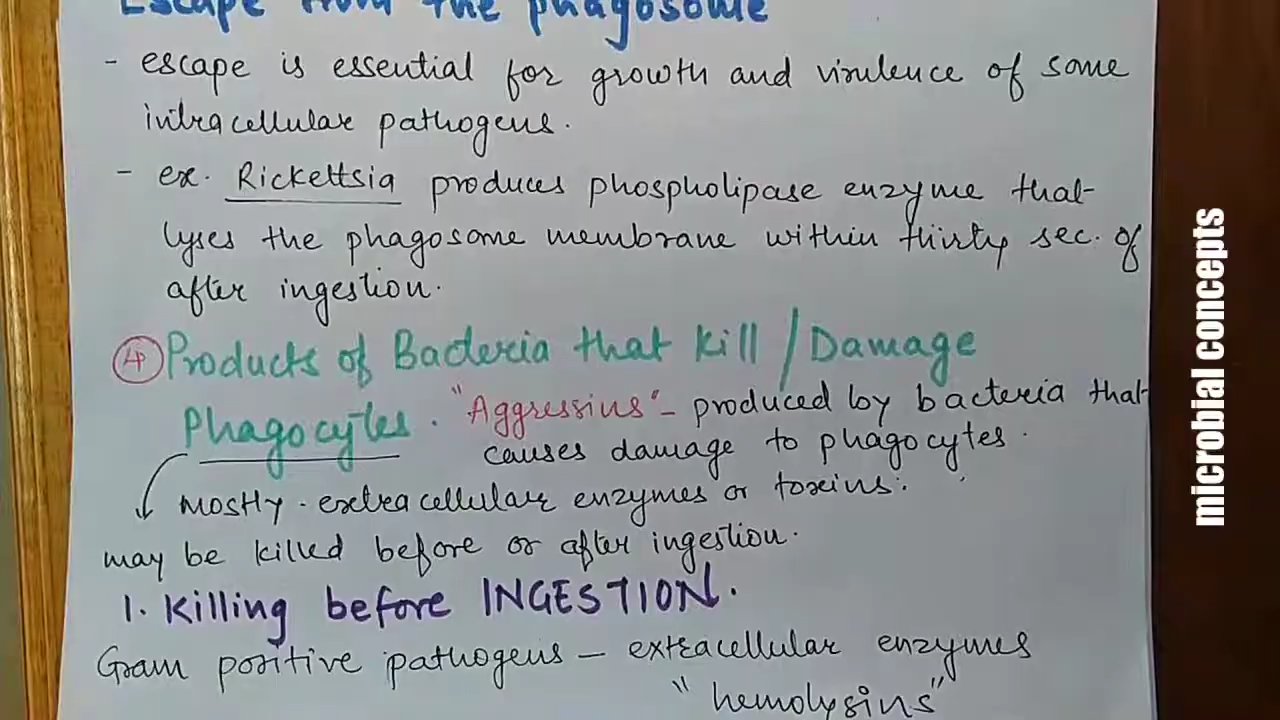 Escape from the phagosome
- escape is essential for growth and virulence of some
intracellular pathogens.
- ex. Rickettsia produces phospholipase enzyme that
lyses the phagosome membrane within thirty sec. of
after ingestion.
④ Products of Bacteria that kill / Damage
Phagocytes. "Aggressins" - produced by bacteria that
causes damage to phagocytes.
mostly - extracellular enzymes or toxins.
may be killed before or after ingestion.
1. Killing before INGESTION.
Gram positive pathogens - extracellular enzymes
"hemolysins"
microbial concepts